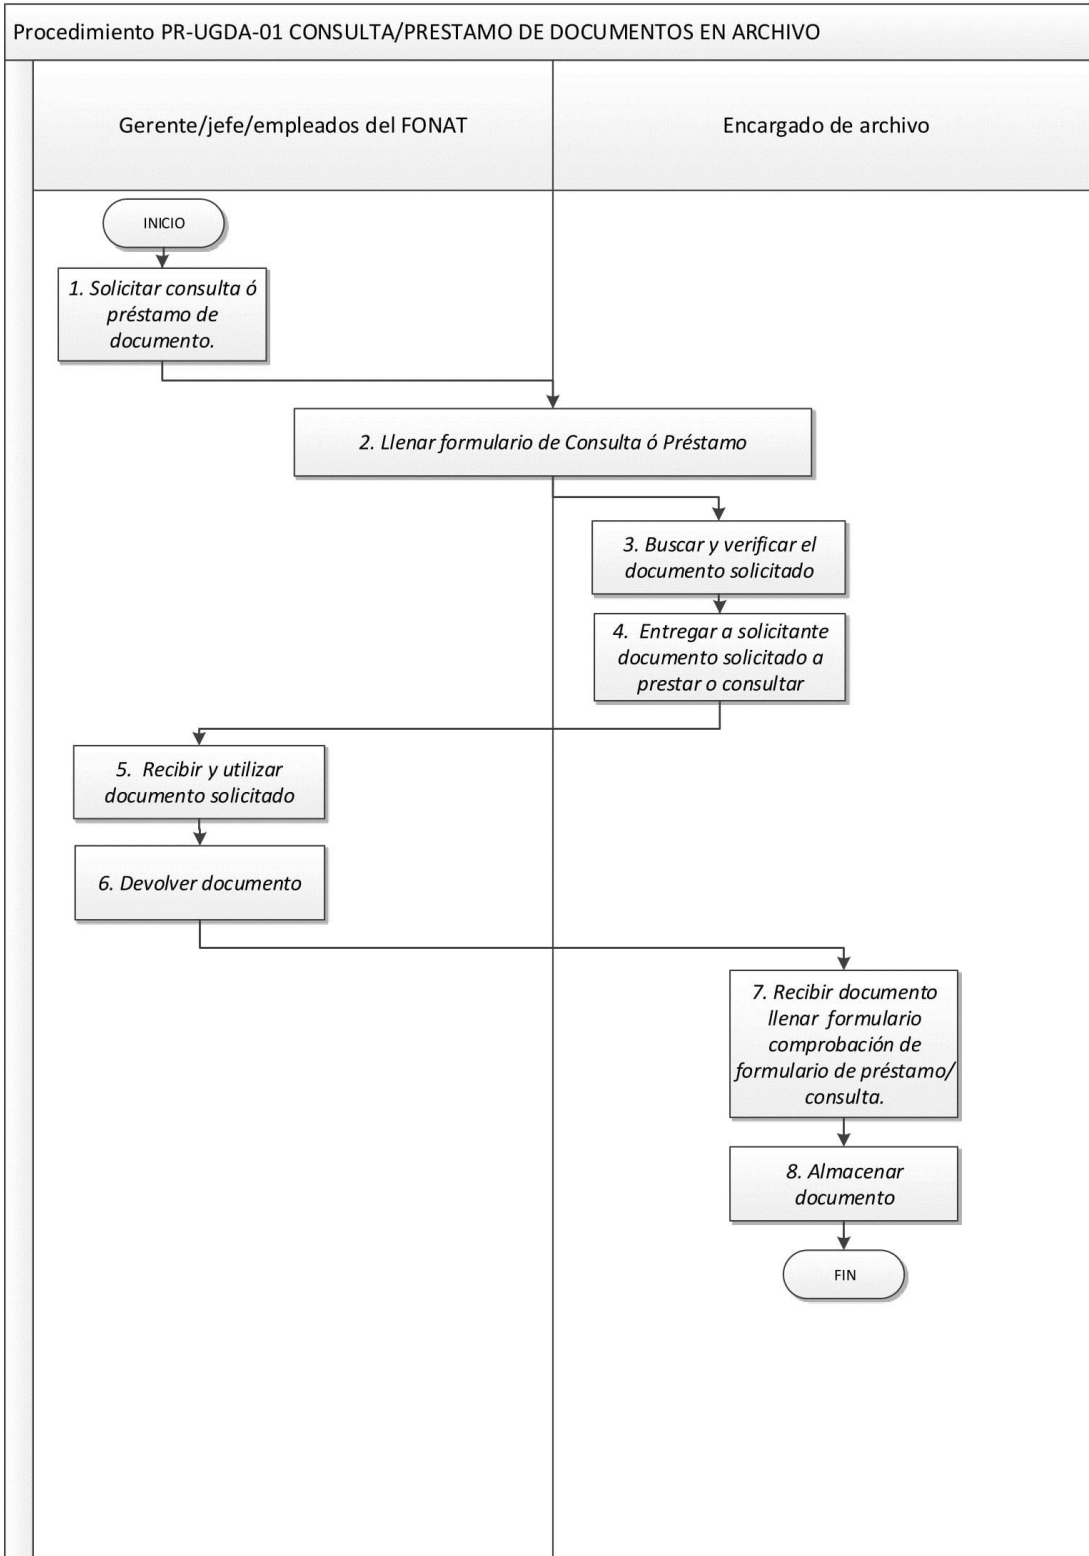 Procedimiento PR-UGDA-01 CONSULTA/PRESTAMO DE DOCUMENTOS EN ARCHIVO
Gerente/jefe/empleados del FONAT
Encargado de archivo
INICIO
1. Solicitar consulta ó
préstamo de
documento.
2. Llenar formulario de Consulta ó Préstamo
3. Buscar y verificar el
documento solicitado
4. Entregar a solicitante
documento solicitado a
prestar o consultar
5. Recibir y utilizar
documento solicitado
6. Devolver documento
7. Recibir documento
llenar formulario
comprobación de
formulario de préstamo/
consulta.
8. Almacenar
documento
FIN